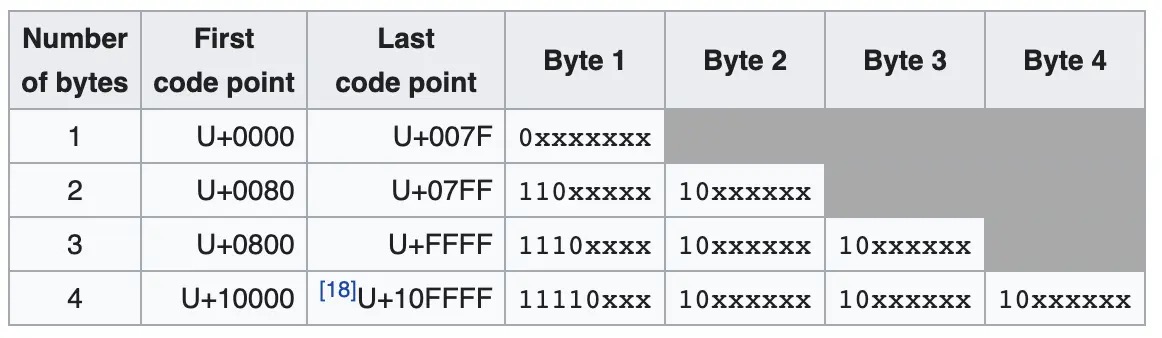 Number of bytes First code point Last code point Byte 1 Byte 2 Byte 3 Byte 4
1 U+0000 U+007F 0xxxxxxx
2 U+0080 U+07FF 110xxxxx 10xxxxxx
3 U+0800 U+FFFF 1110xxxx 10xxxxxx 10xxxxxx
4 U+10000 [18]U+10FFFF 11110xxx 10xxxxxx 10xxxxxx 10xxxxxx